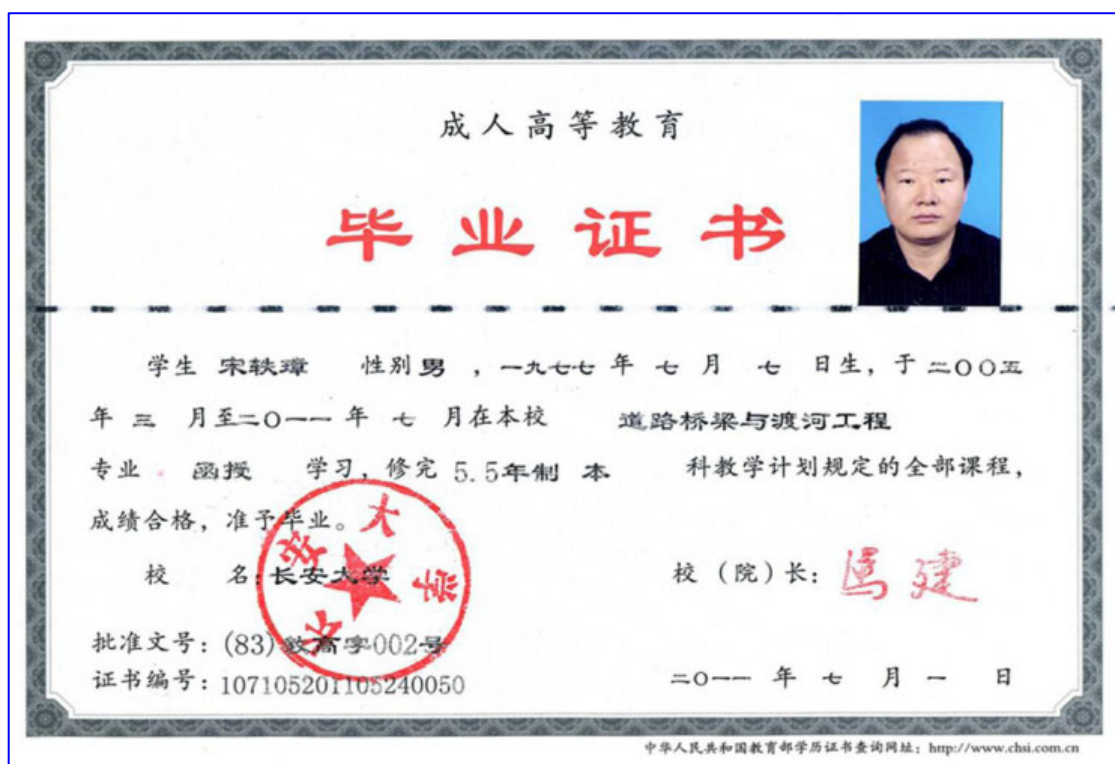 成人高等教育
毕业证书
学生 宋轶璋 性别 男 ，一九七七 年 七 月 七 日生，于 二〇〇五
年 三 月至二〇一一 年 七 月在本校 道路桥梁与渡河工程
专业 函授 学习，修完 5.5年制 本 科教学计划规定的全部课程，
成绩合格，准予毕业。
校 名：长安大学 校（院）长：
长安大学
批准文号：(83)教高字002号
证书编号：107105201105240050 二〇一一 年 七 月 一 日
中华人民共和国教育部学历证书查询网址：http://www.chsi.com.cn